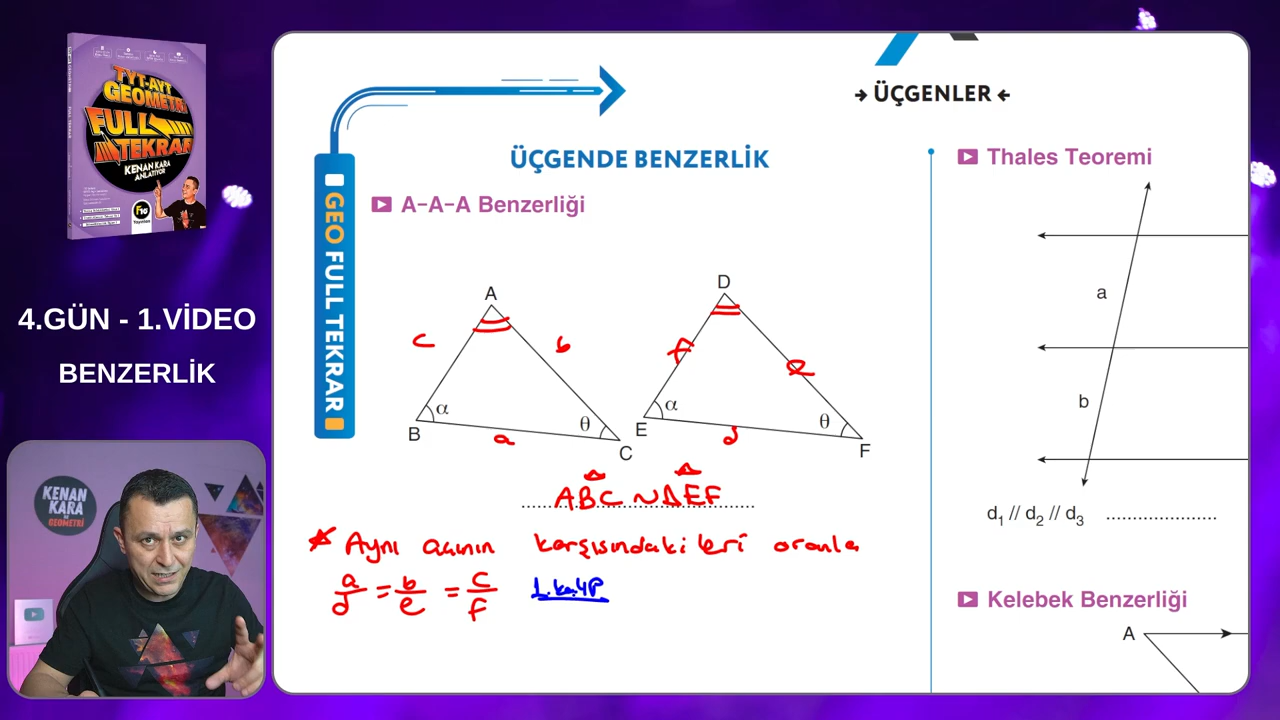 TYT-AYT
GEOMETRİ
FULL
TEKRAR
KENAN KARA
ANLATIYOR
4.GÜN - 1.VİDEO
BENZERLİK
KENAN
KARA
GEOMETRİ
GEO FULL TEKRAR
ÜÇGENLER
ÜÇGENDE BENZERLİK
A-A-A Benzerliği
A
c
b
α
θ
B
a
C
D
f
e
α
θ
E
d
F
ABC ~ DEF
Aynı açının karşısındakileri oranla
a/d = b/e = c/f
Thales Teoremi
a
b
d1 // d2 // d3 ......................
Kelebek Benzerliği
A